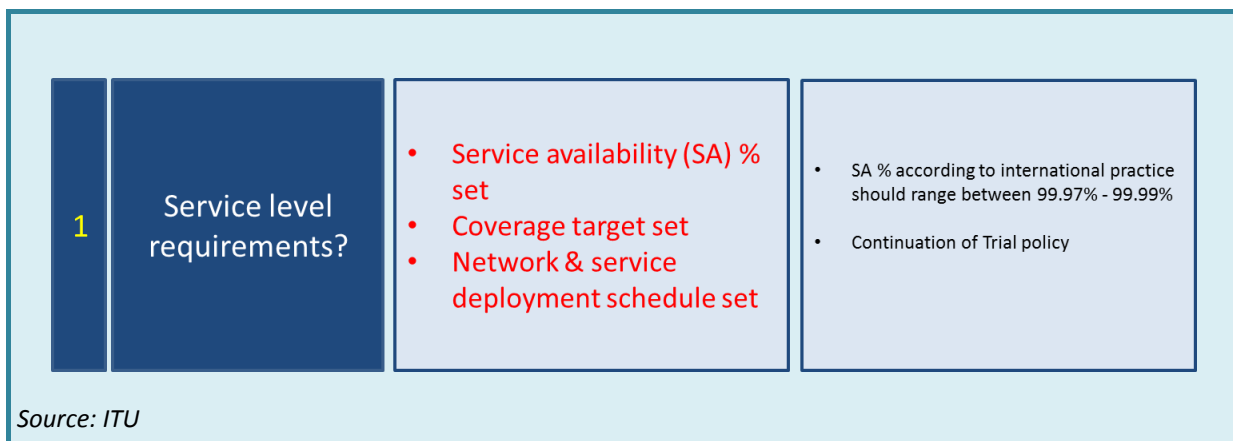 1
Service level
requirements?
• Service availability (SA) %
set
• Coverage target set
• Network & service
deployment schedule set
• SA % according to international practice
should range between 99.97% - 99.99%
• Continuation of Trial policy
Source: ITU